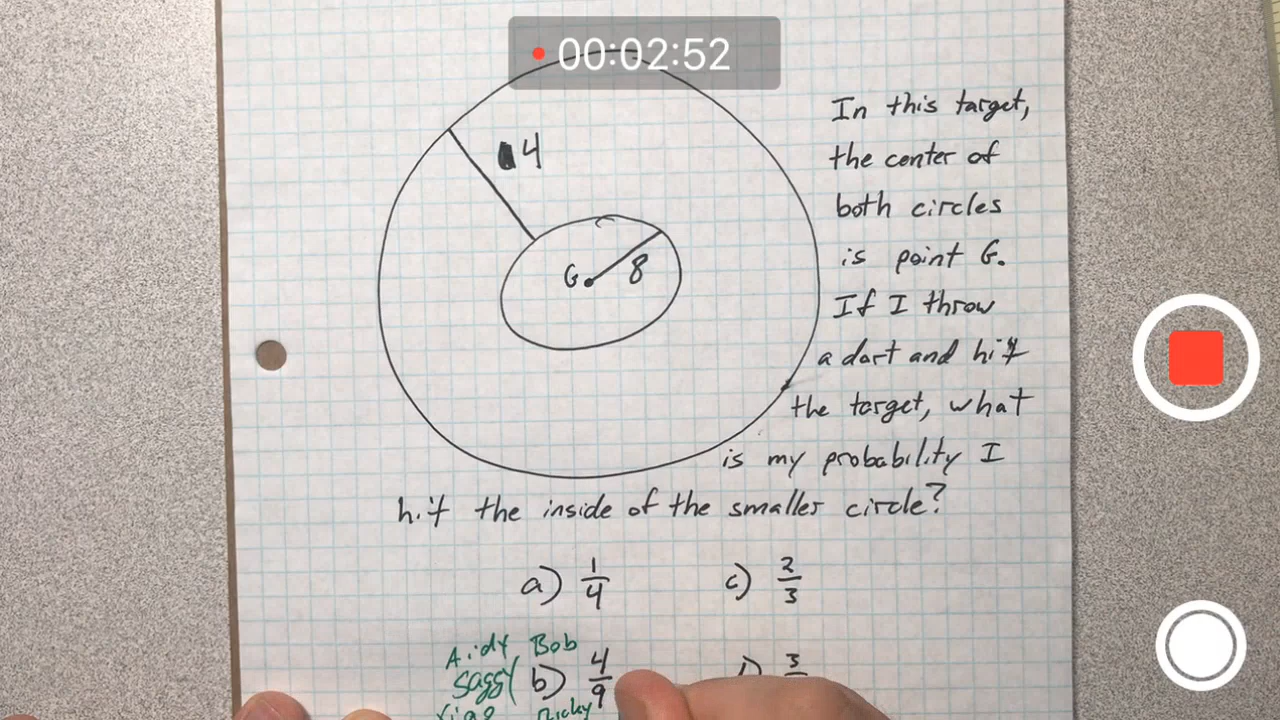 00:02:52
4
G
8
In this target,
the center of
both circles
is point G.
If I throw
a dart and hit
the target, what
is my probability I
hit the inside of the smaller circle?
a) 1/4
c) 2/3
Aidy Bob
Saggy b) 4/9
3
Ricky